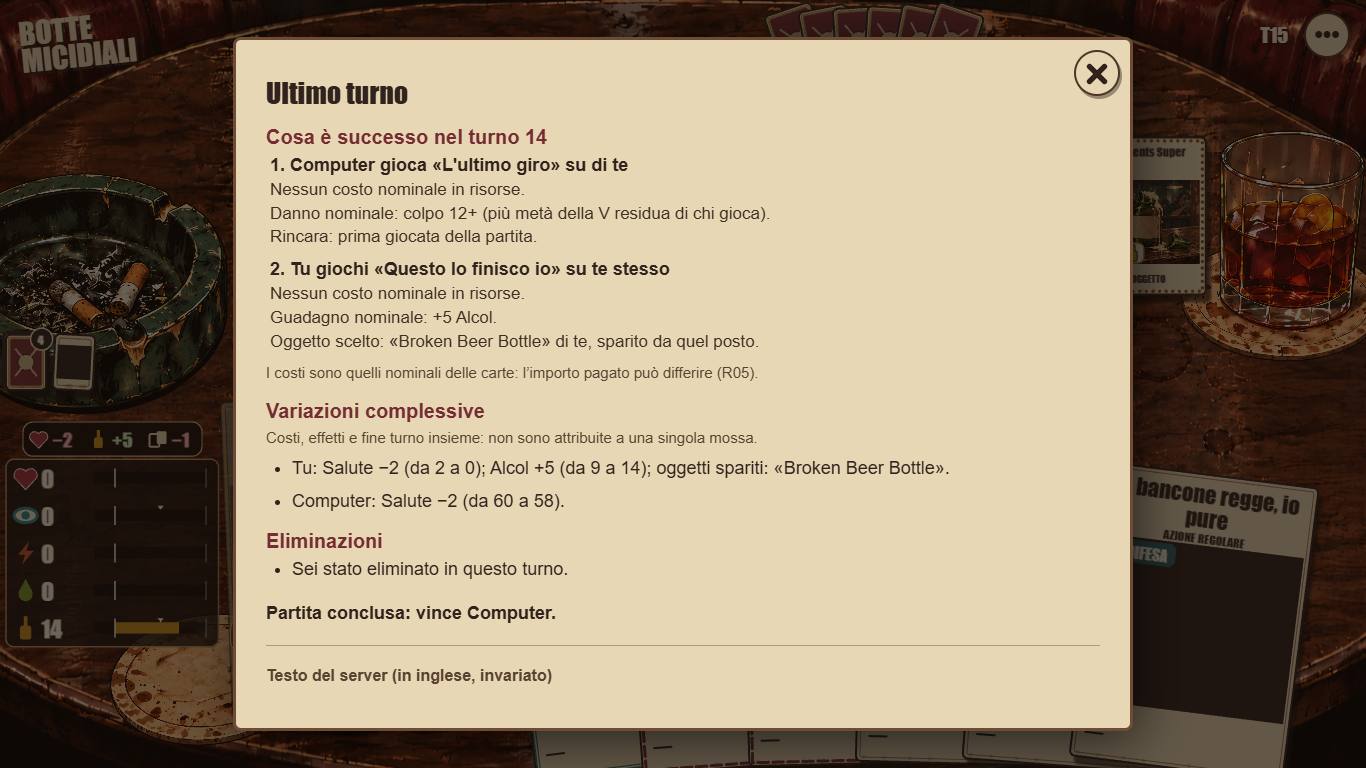 BOTTE
MICIDIALI
T15
Ultimo turno
Cosa è successo nel turno 14
1. Computer gioca «L'ultimo giro» su di te
Nessun costo nominale in risorse.
Danno nominale: colpo 12+ (più metà della V residua di chi gioca).
Rincara: prima giocata della partita.
2. Tu giochi «Questo lo finisco io» su te stesso
Nessun costo nominale in risorse.
Guadagno nominale: +5 Alcol.
Oggetto scelto: «Broken Beer Bottle» di te, sparito da quel posto.
I costi sono quelli nominali delle carte: l’importo pagato può differire (R05).
Variazioni complessive
Costi, effetti e fine turno insieme: non sono attribuite a una singola mossa.
• Tu: Salute −2 (da 2 a 0); Alcol +5 (da 9 a 14); oggetti spariti: «Broken Beer Bottle».
• Computer: Salute −2 (da 60 a 58).
Eliminazioni
• Sei stato eliminato in questo turno.
Partita conclusa: vince Computer.
Testo del server (in inglese, invariato)
4
−2 +5 −1
0
0
0
0
14
Super
bancone regge, io
pure
AZIONE REGOLARE